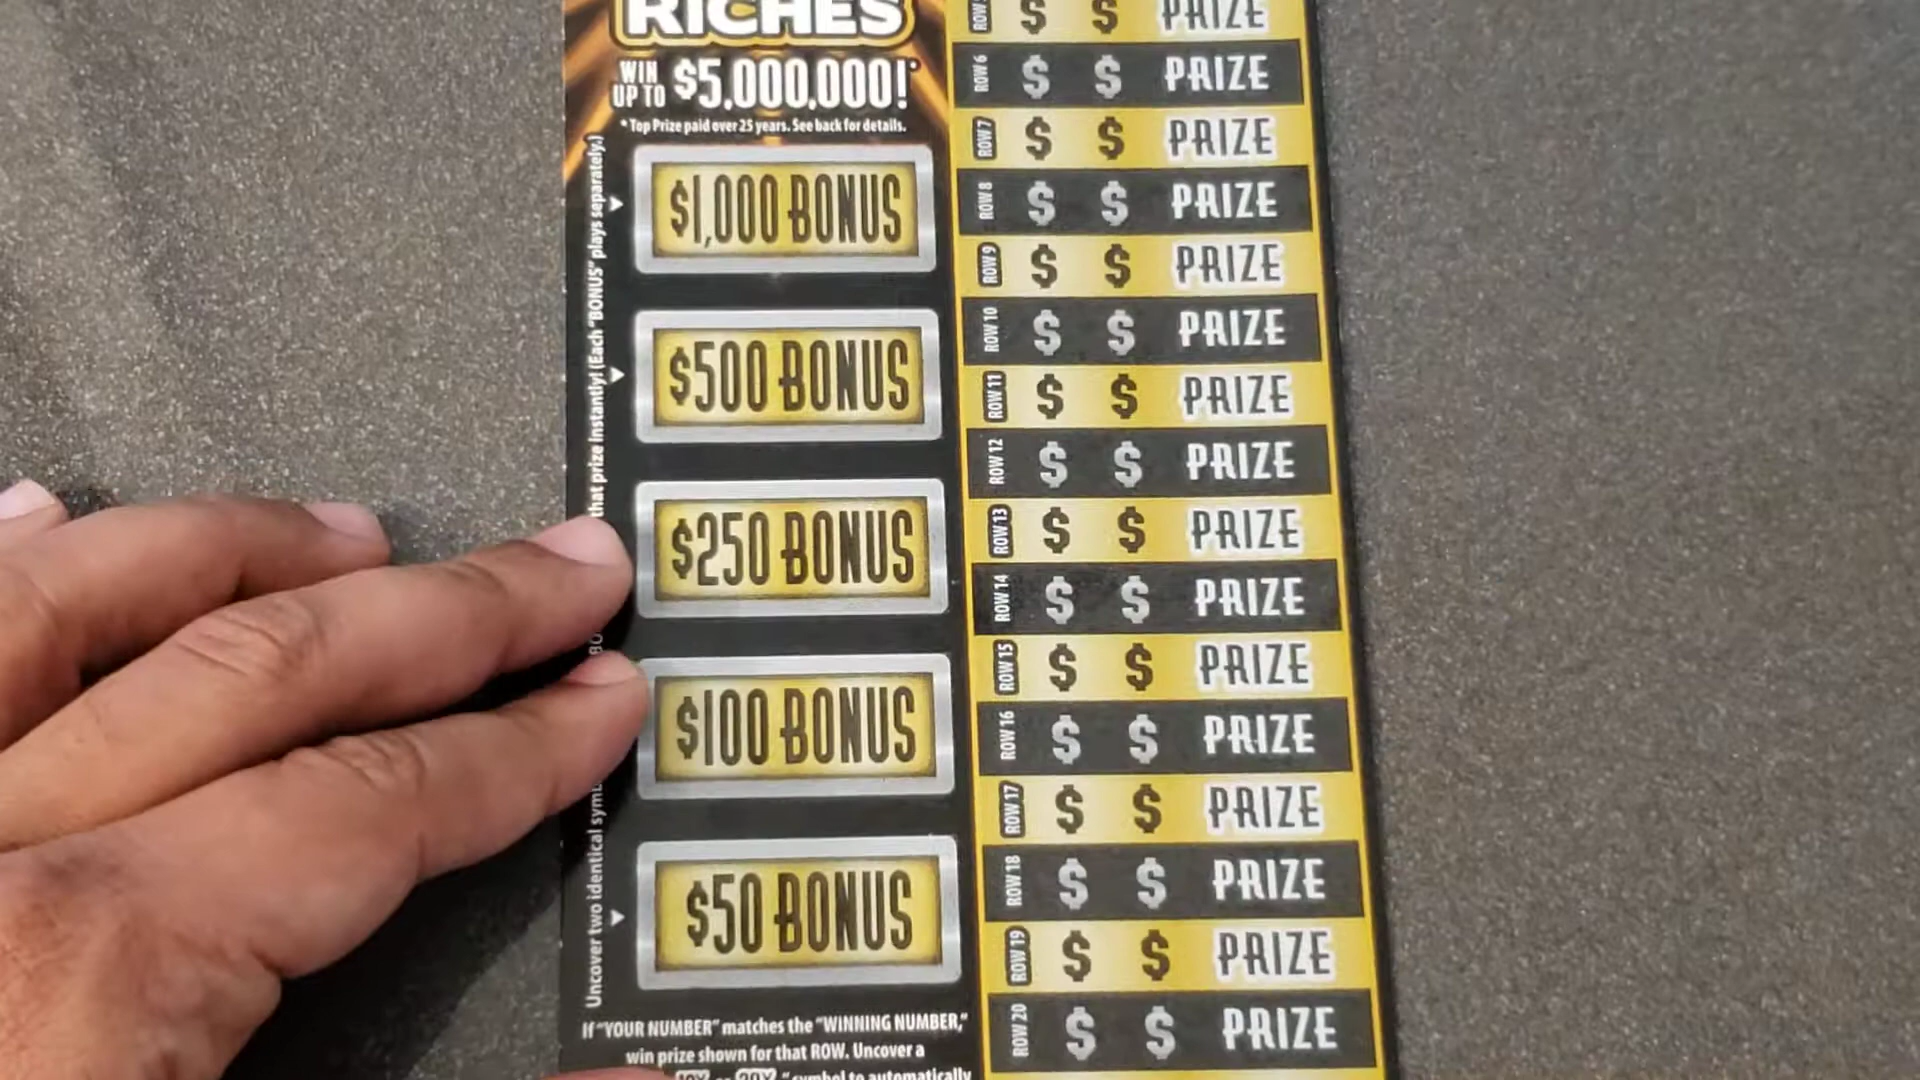 RICHES
WIN UP TO $5,000,000!*
* Top Prize paid over 25 years. See back for details.
Uncover two identical
that prize instantly! (Each "BONUS" plays separately.)
$1,000 BONUS
$500 BONUS
$250 BONUS
$100 BONUS
$50 BONUS
If "YOUR NUMBER" matches the "WINNING NUMBER,"
win prize shown for that ROW. Uncover a
symbol to automatically
$ $ PRIZE
ROW 6 $ $ PRIZE
ROW 7 $ $ PRIZE
ROW 8 $ $ PRIZE
ROW 9 $ $ PRIZE
ROW 10 $ $ PRIZE
ROW 11 $ $ PRIZE
ROW 12 $ $ PRIZE
ROW 13 $ $ PRIZE
ROW 14 $ $ PRIZE
ROW 15 $ $ PRIZE
ROW 16 $ $ PRIZE
ROW 17 $ $ PRIZE
ROW 18 $ $ PRIZE
ROW 19 $ $ PRIZE
ROW 20 $ $ PRIZE